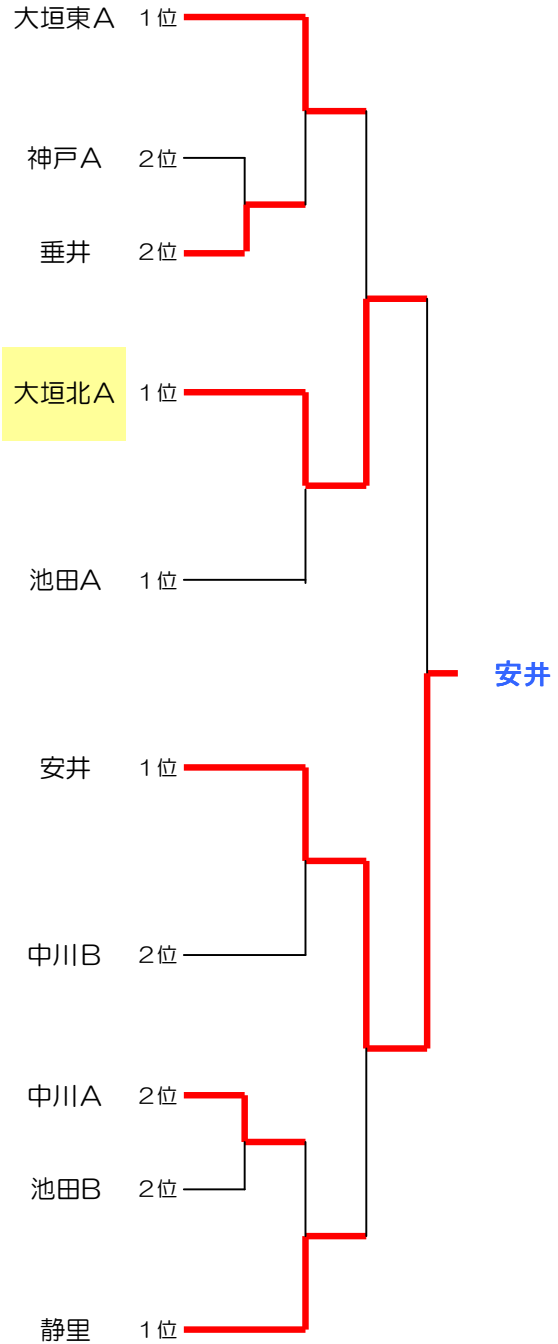 大垣東A 1位
神戸A 2位
垂井 2位
大垣北A 1位
池田A 1位
安井
安井 1位
中川B 2位
中川A 2位
池田B 2位
静里 1位